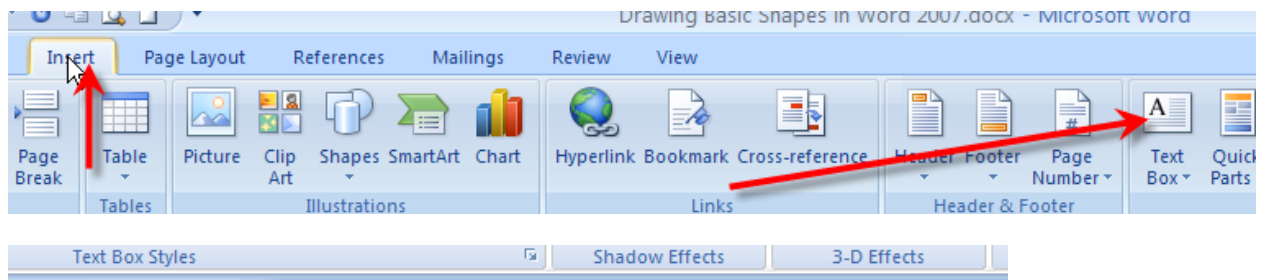 Drawing Basic Shapes in Word 2007.docx - Microsoft Word
Insert Page Layout References Mailings Review View
Page Break Table Picture Clip Art Shapes SmartArt Chart Hyperlink Bookmark Cross-reference Header Footer Page Number Text Box Quick Parts
Tables Illustrations Links Header & Footer
Text Box Styles Shadow Effects 3-D Effects